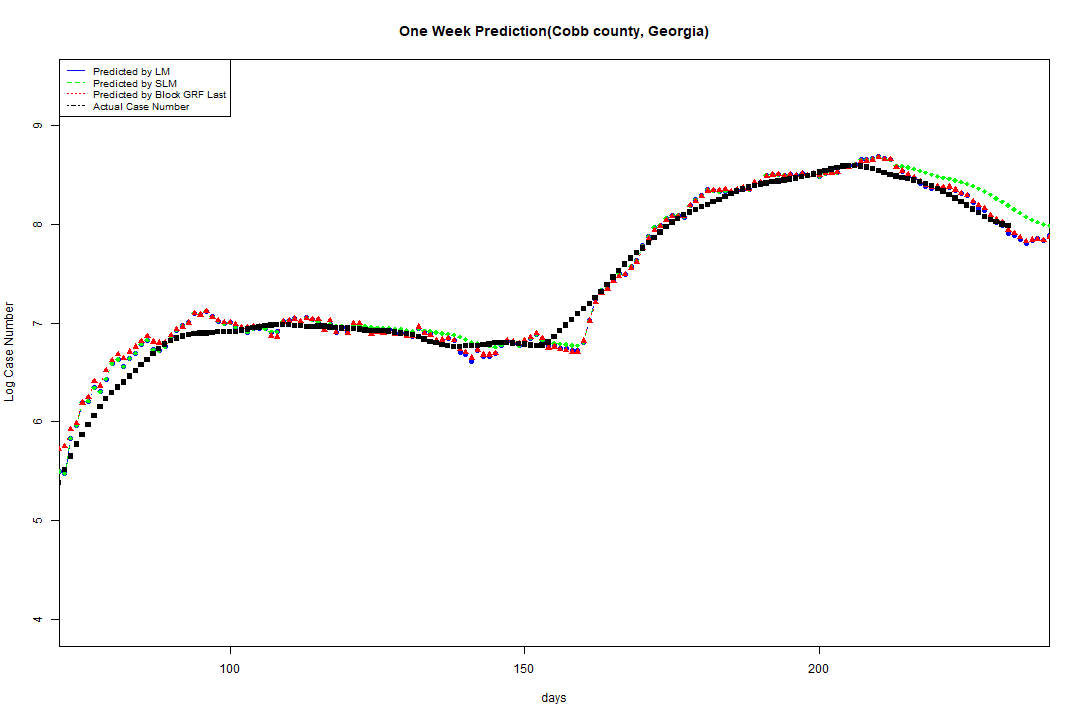 One Week Prediction(Cobb county, Georgia)
Predicted by LM
Predicted by SLM
Predicted by Block GRF Last
Actual Case Number
9
8
7
6
5
4
Log Case Number
100 150 200
days